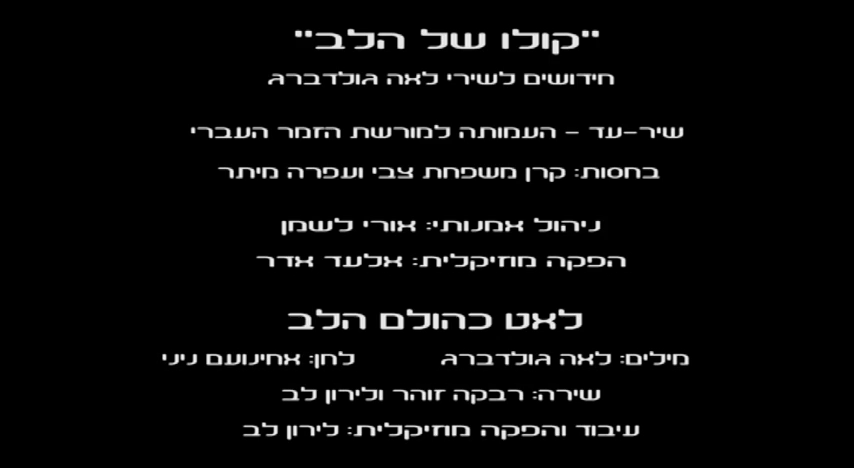 "קולו של הלב"
חידושים לשירי לאה גולדברג
שיר-עד - העמותה למורשת הזמר העברי
בחסות: קרן משפחת צבי ועפרה מיתר
ניהול אמנותי: אורי לשמן
הפקה מוזיקלית: אלעד אדר
לאט כהולם הלב
מילים: לאה גולדברג לחן: אחינועם ניני
שירה: רבקה זוהר ולירון לב
עיבוד והפקה מוזיקלית: לירון לב